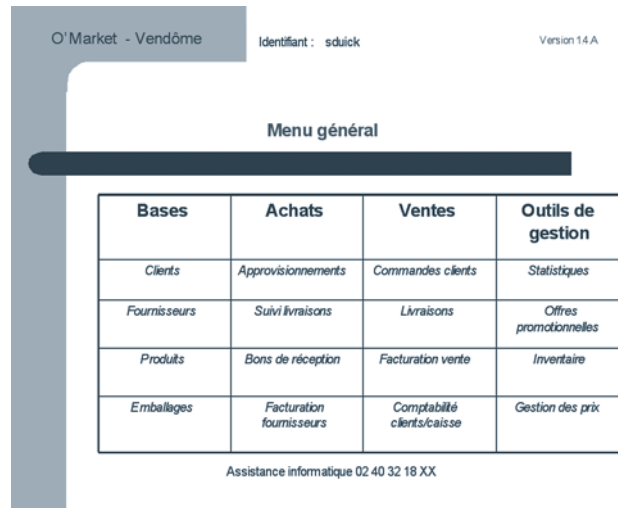 O'Market - Vendôme
Identifiant : sduick
Version 14 A
Menu général
Bases Achats Ventes Outils de
gestion
Clients Approvisionnements Commandes clients Statistiques
Fournisseurs Suivi livraisons Livraisons Offres
promotionnelles
Produits Bons de réception Facturation vente Inventaire
Emballages Facturation Comptabilité Gestion des prix
fournisseurs clients/caisse
Assistance informatique 02 40 32 18 XX